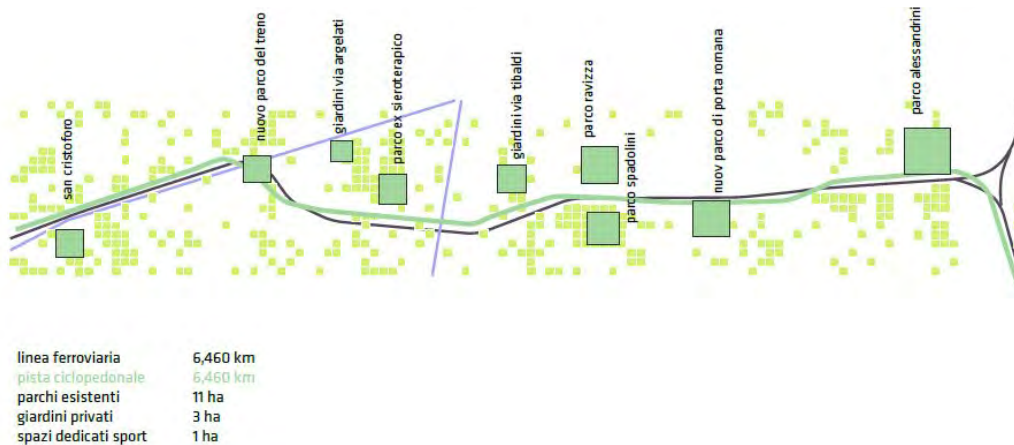 san cristoforo
nuovo parco del treno
giardini via argelati
parco ex sieroterapico
giardini via tibaldi
parco ravizza
parco spadolini
nuov parco di porta romana
parco alessandrini
linea ferroviaria 6,460 km
pista ciclopedonale 6,460 km
parchi esistenti 11 ha
giardini privati 3 ha
spazi dedicati sport 1 ha